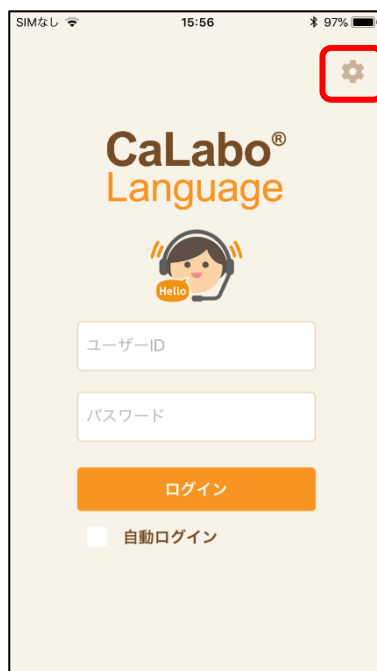 SIMなし 15:56 97%
CaLabo®
Language
Hello
ユーザーID
パスワード
ログイン
自動ログイン